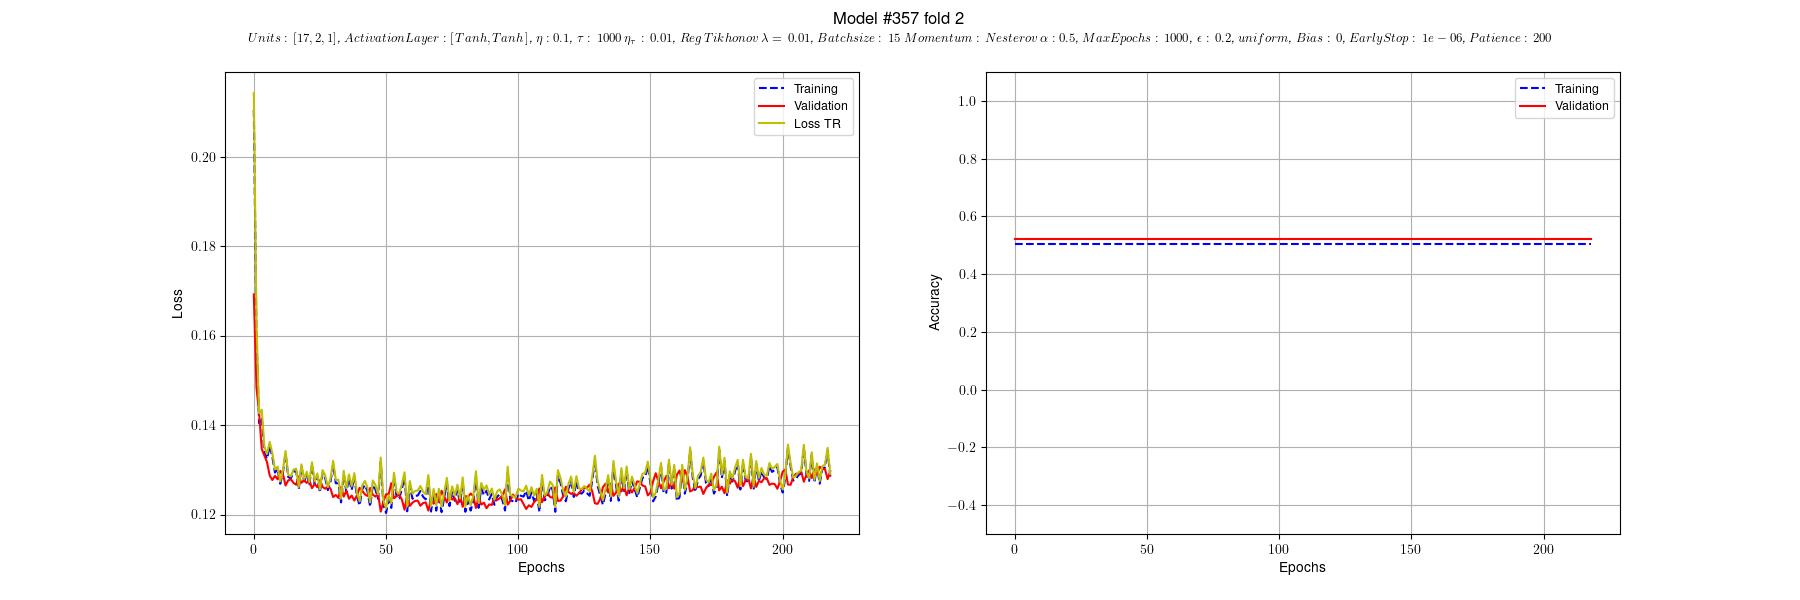 Model #357 fold 2
Units : [17, 2, 1], ActivationLayer : [Tanh, Tanh], η : 0.1, τ : 1000 ητ : 0.01, Reg Tikhonov λ = 0.01, Batchsize : 15 Momentum : Nesterov α : 0.5, MaxEpochs : 1000, ϵ : 0.2, uniform, Bias : 0, EarlyStop : 1e − 06, Patience : 200
Training
Validation
Loss TR
0.20
0.18
0.16
0.14
0.12
Loss
0 50 100 150 200
Epochs
Training
Validation
1.0
0.8
0.6
0.4
0.2
0.0
−0.2
−0.4
Accuracy
0 50 100 150 200
Epochs